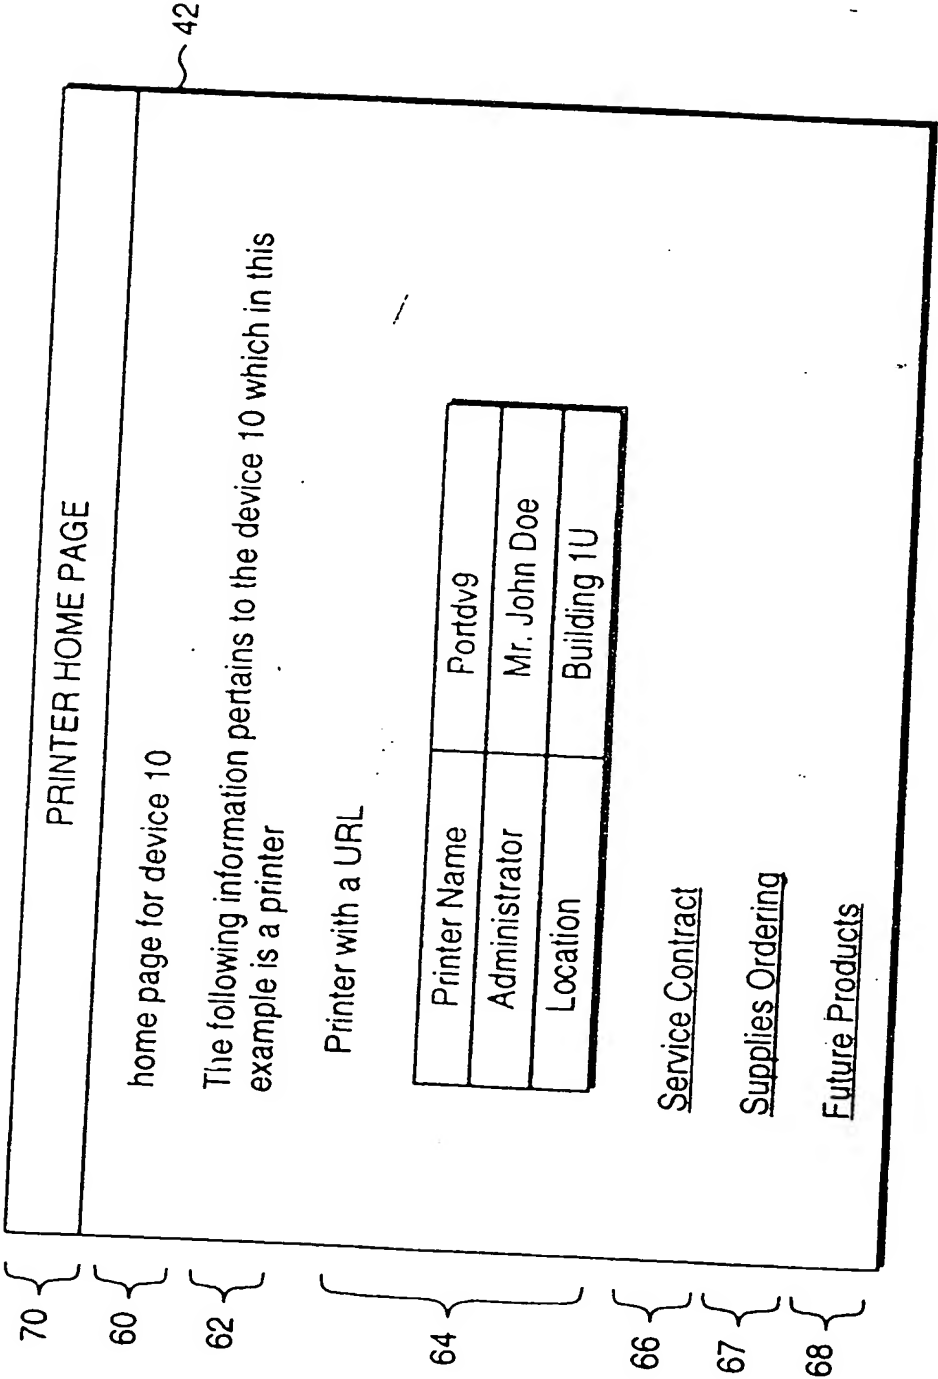 42
70 PRINTER HOME PAGE
60 home page for device 10
62 The following information pertains to the device 10 which in this
example is a printer
64 Printer with a URL
Printer Name Portdv9
Administrator Mr. John Doe
Location Building 1U
66 Service Contract
67 Supplies Ordering
68 Future Products